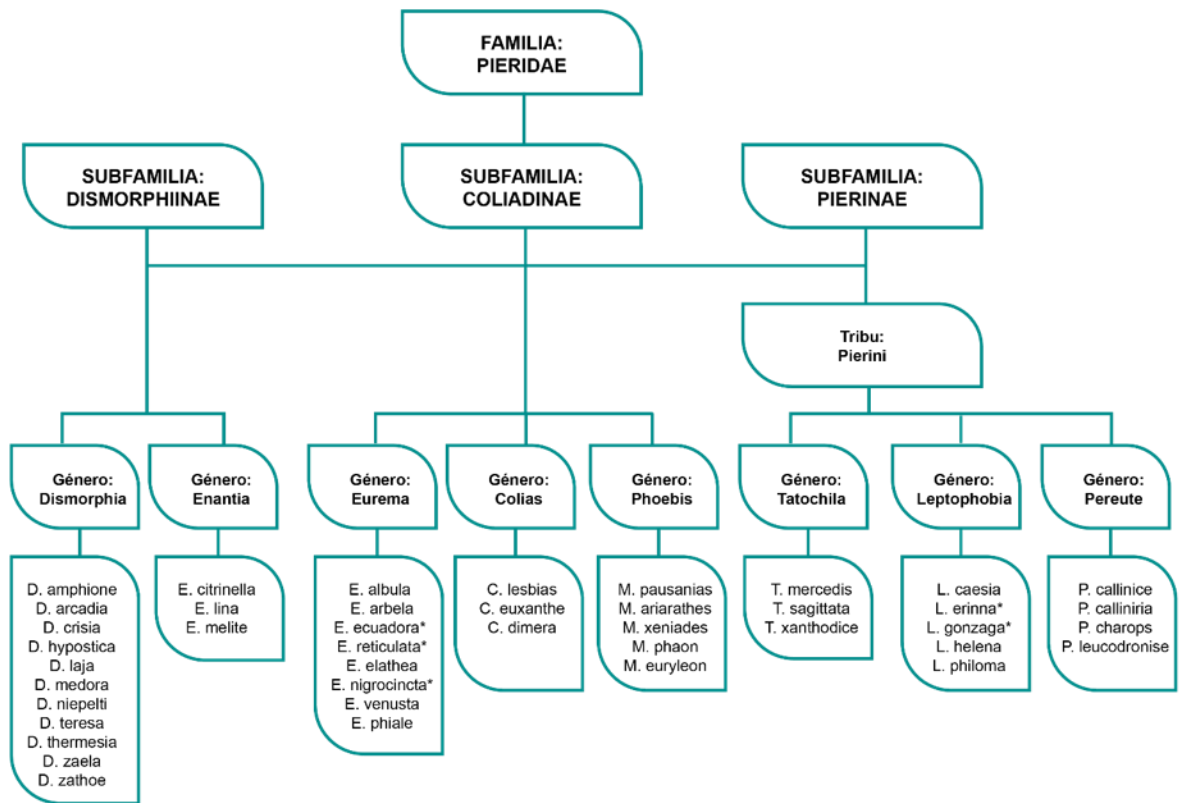 FAMILIA:
PIERIDAE
SUBFAMILIA:
DISMORPHIINAE
SUBFAMILIA:
COLIADINAE
SUBFAMILIA:
PIERINAE
Tribu:
Pierini
Género:
Dismorphia
Género:
Enantia
Género:
Eurema
Género:
Colias
Género:
Phoebis
Género:
Tatochila
Género:
Leptophobia
Género:
Pereute
D. amphione
D. arcadia
D. crisia
D. hypostica
D. laja
D. medora
D. niepelti
D. teresa
D. thermesia
D. zaela
D. zathoe
E. citrinella
E. lina
E. melite
E. albula
E. arbela
E. ecuadora*
E. reticulata*
E. elathea
E. nigrocincta*
E. venusta
E. phiale
C. lesbias
C. euxanthe
C. dimera
M. pausanias
M. ariarathes
M. xeniades
M. phaon
M. euryleon
T. mercedis
T. sagittata
T. xanthodice
L. caesia
L. erinna*
L. gonzaga*
L. helena
L. philoma
P. callinice
P. calliniria
P. charops
P. leucodronise